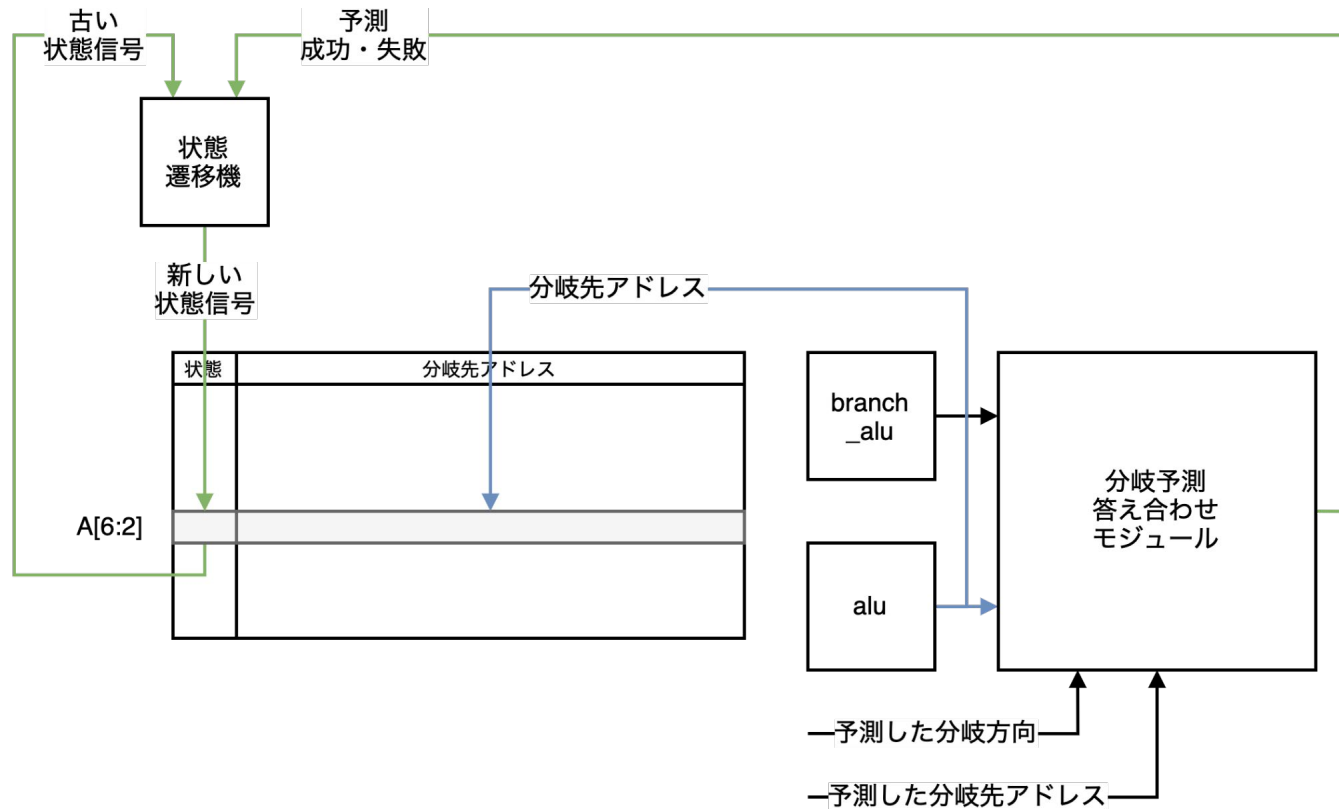 古い
状態信号
予測
成功・失敗
状態
遷移機
新しい
状態信号
分岐先アドレス
状態
分岐先アドレス
branch
_alu
分岐予測
答え合わせ
モジュール
A[6:2]
alu
予測した分岐方向
予測した分岐先アドレス